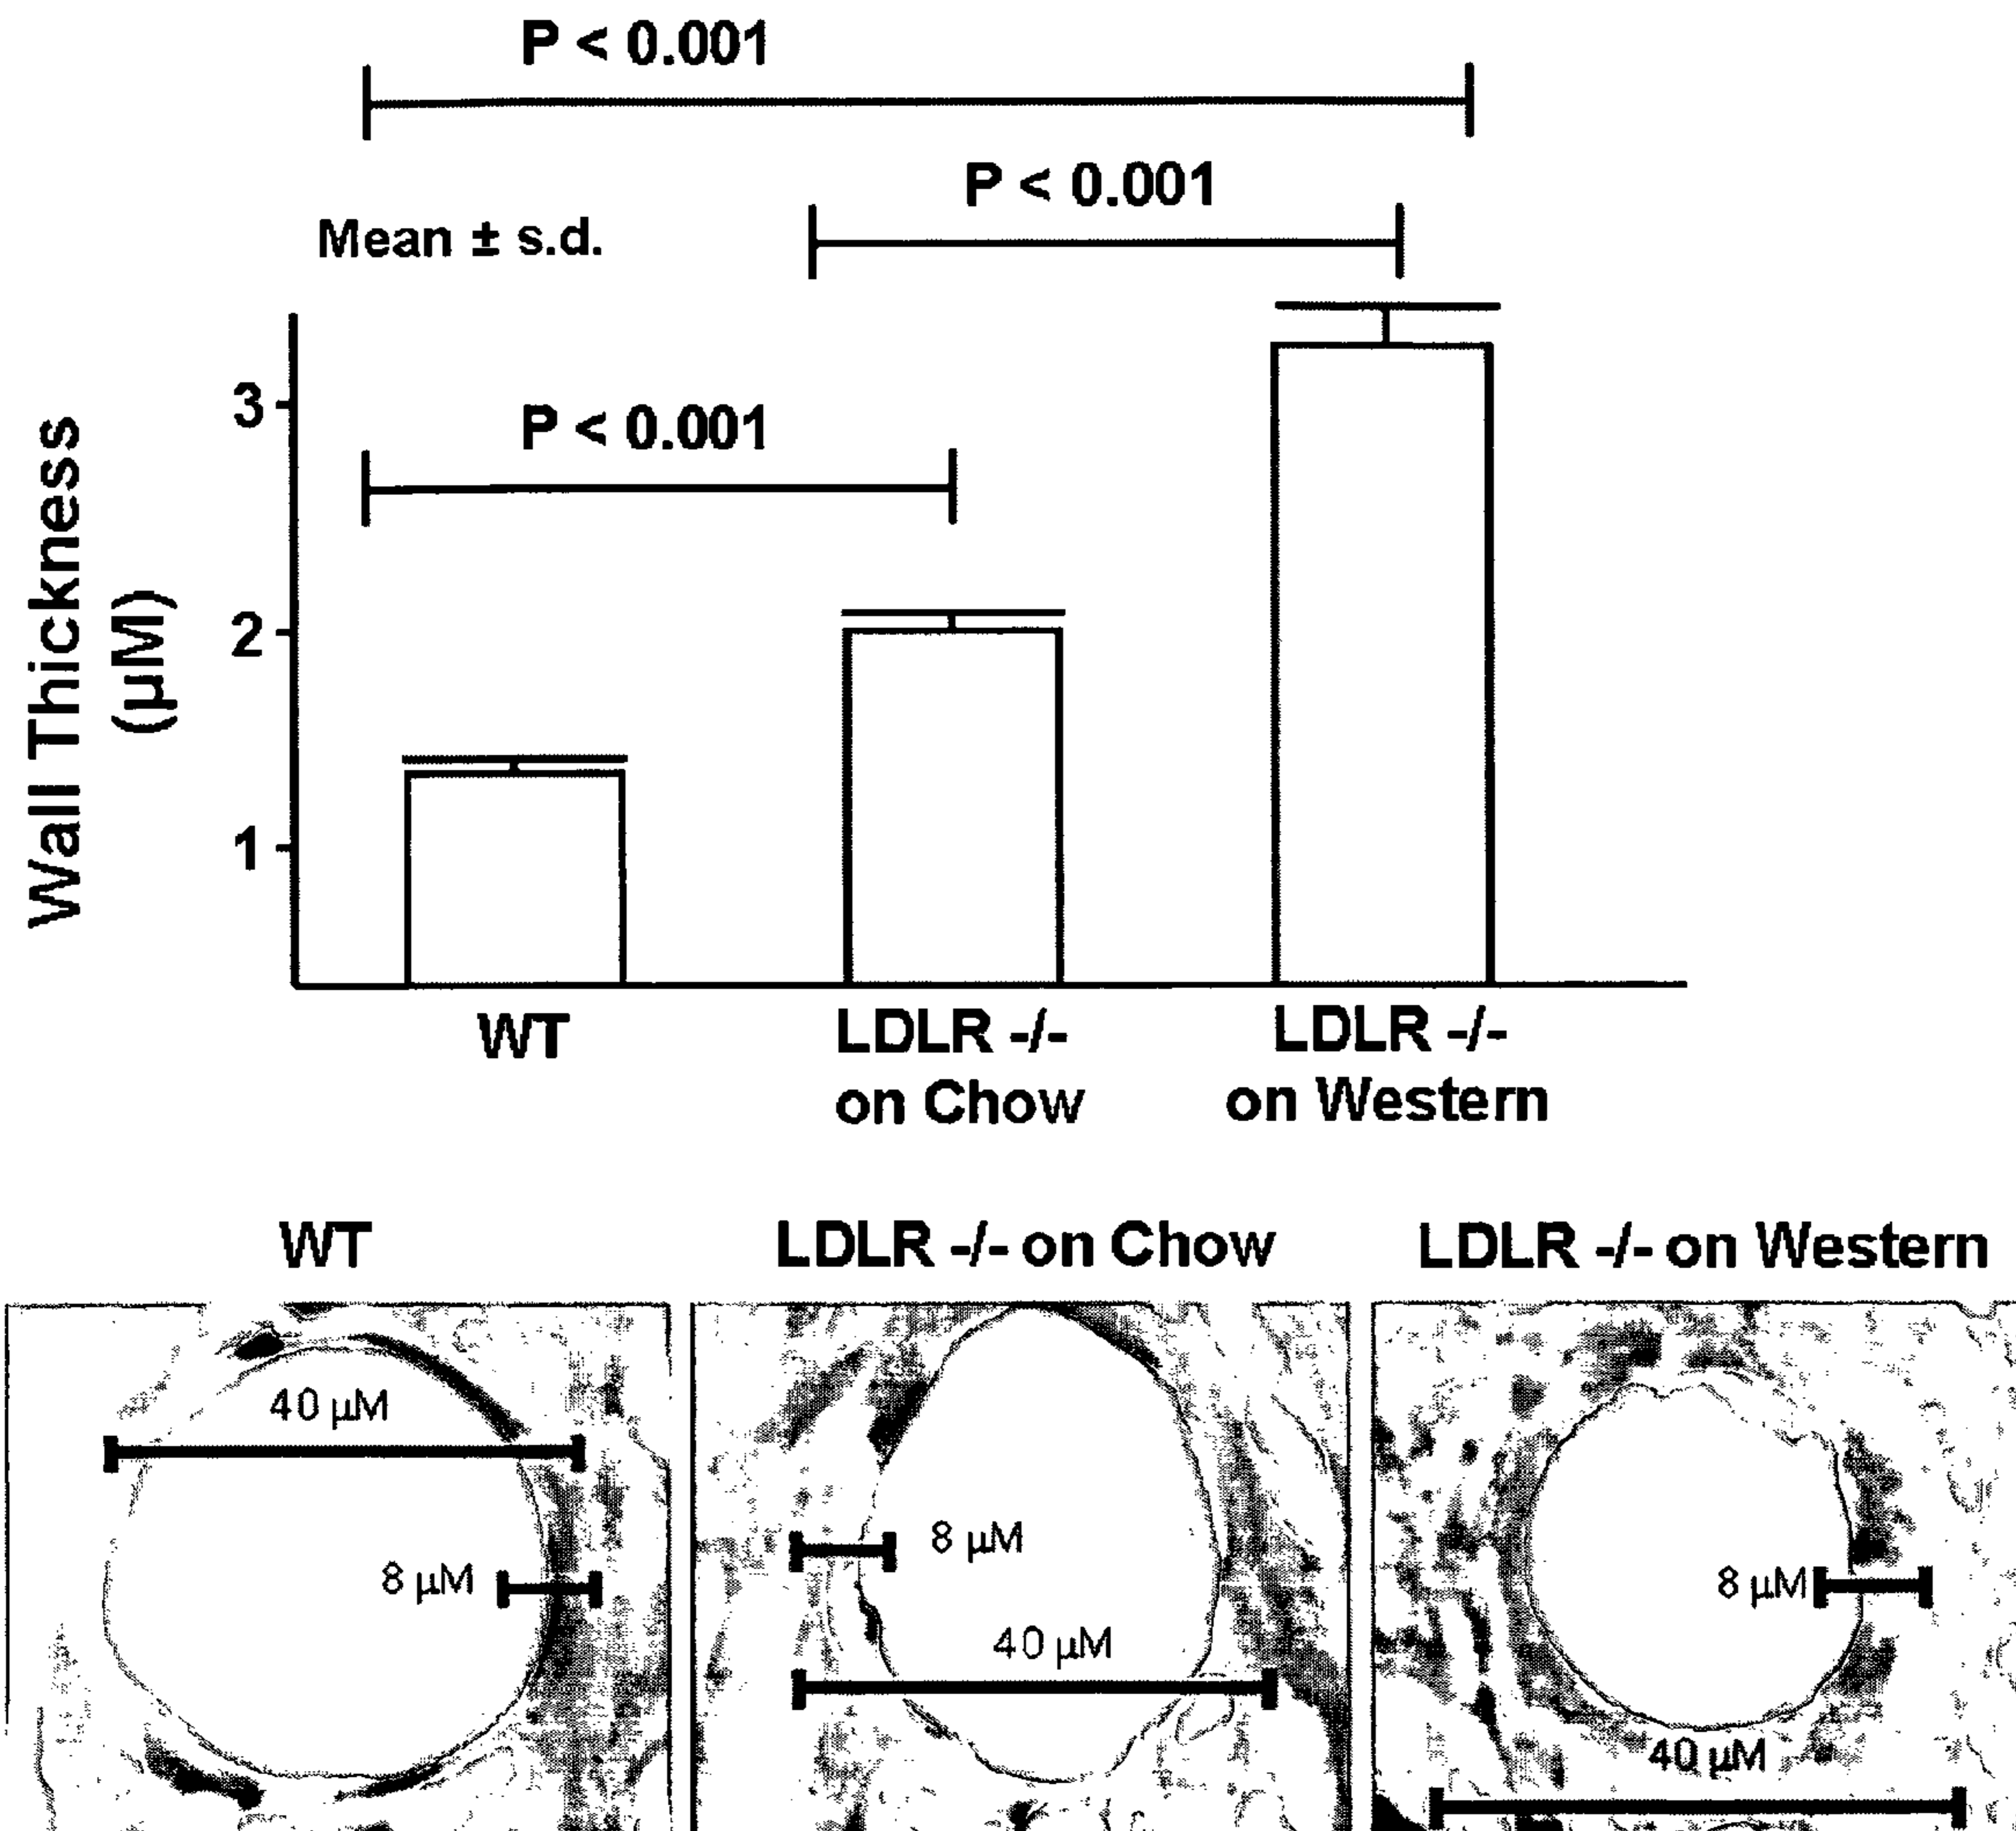 P < 0.001
P < 0.001
Mean ± s.d.
P < 0.001
3
2
1
Wall Thickness
(µM)
WT
LDLR -/-
on Chow
LDLR -/-
on Western
WT
LDLR -/- on Chow
LDLR -/- on Western
40 µM
8 µM
8 µM
40 µM
8 µM
40 µM